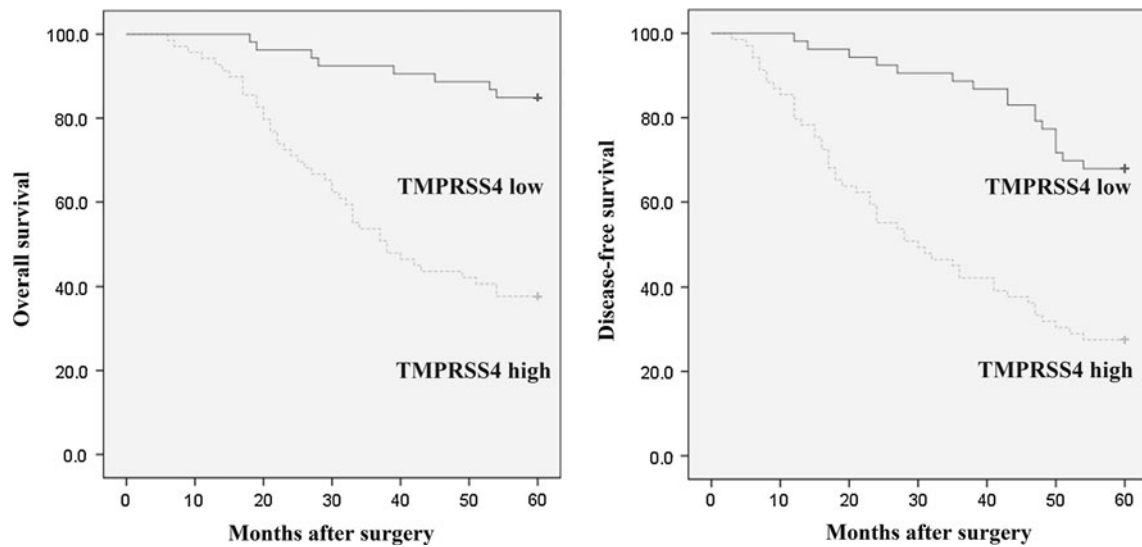 Overall survival
100.0
80.0
60.0
40.0
20.0
0.0
TMPRSS4 low
TMPRSS4 high
0 10 20 30 40 50 60
Months after surgery
Disease-free survival
100.0
80.0
60.0
40.0
20.0
0.0
TMPRSS4 low
TMPRSS4 high
0 10 20 30 40 50 60
Months after surgery